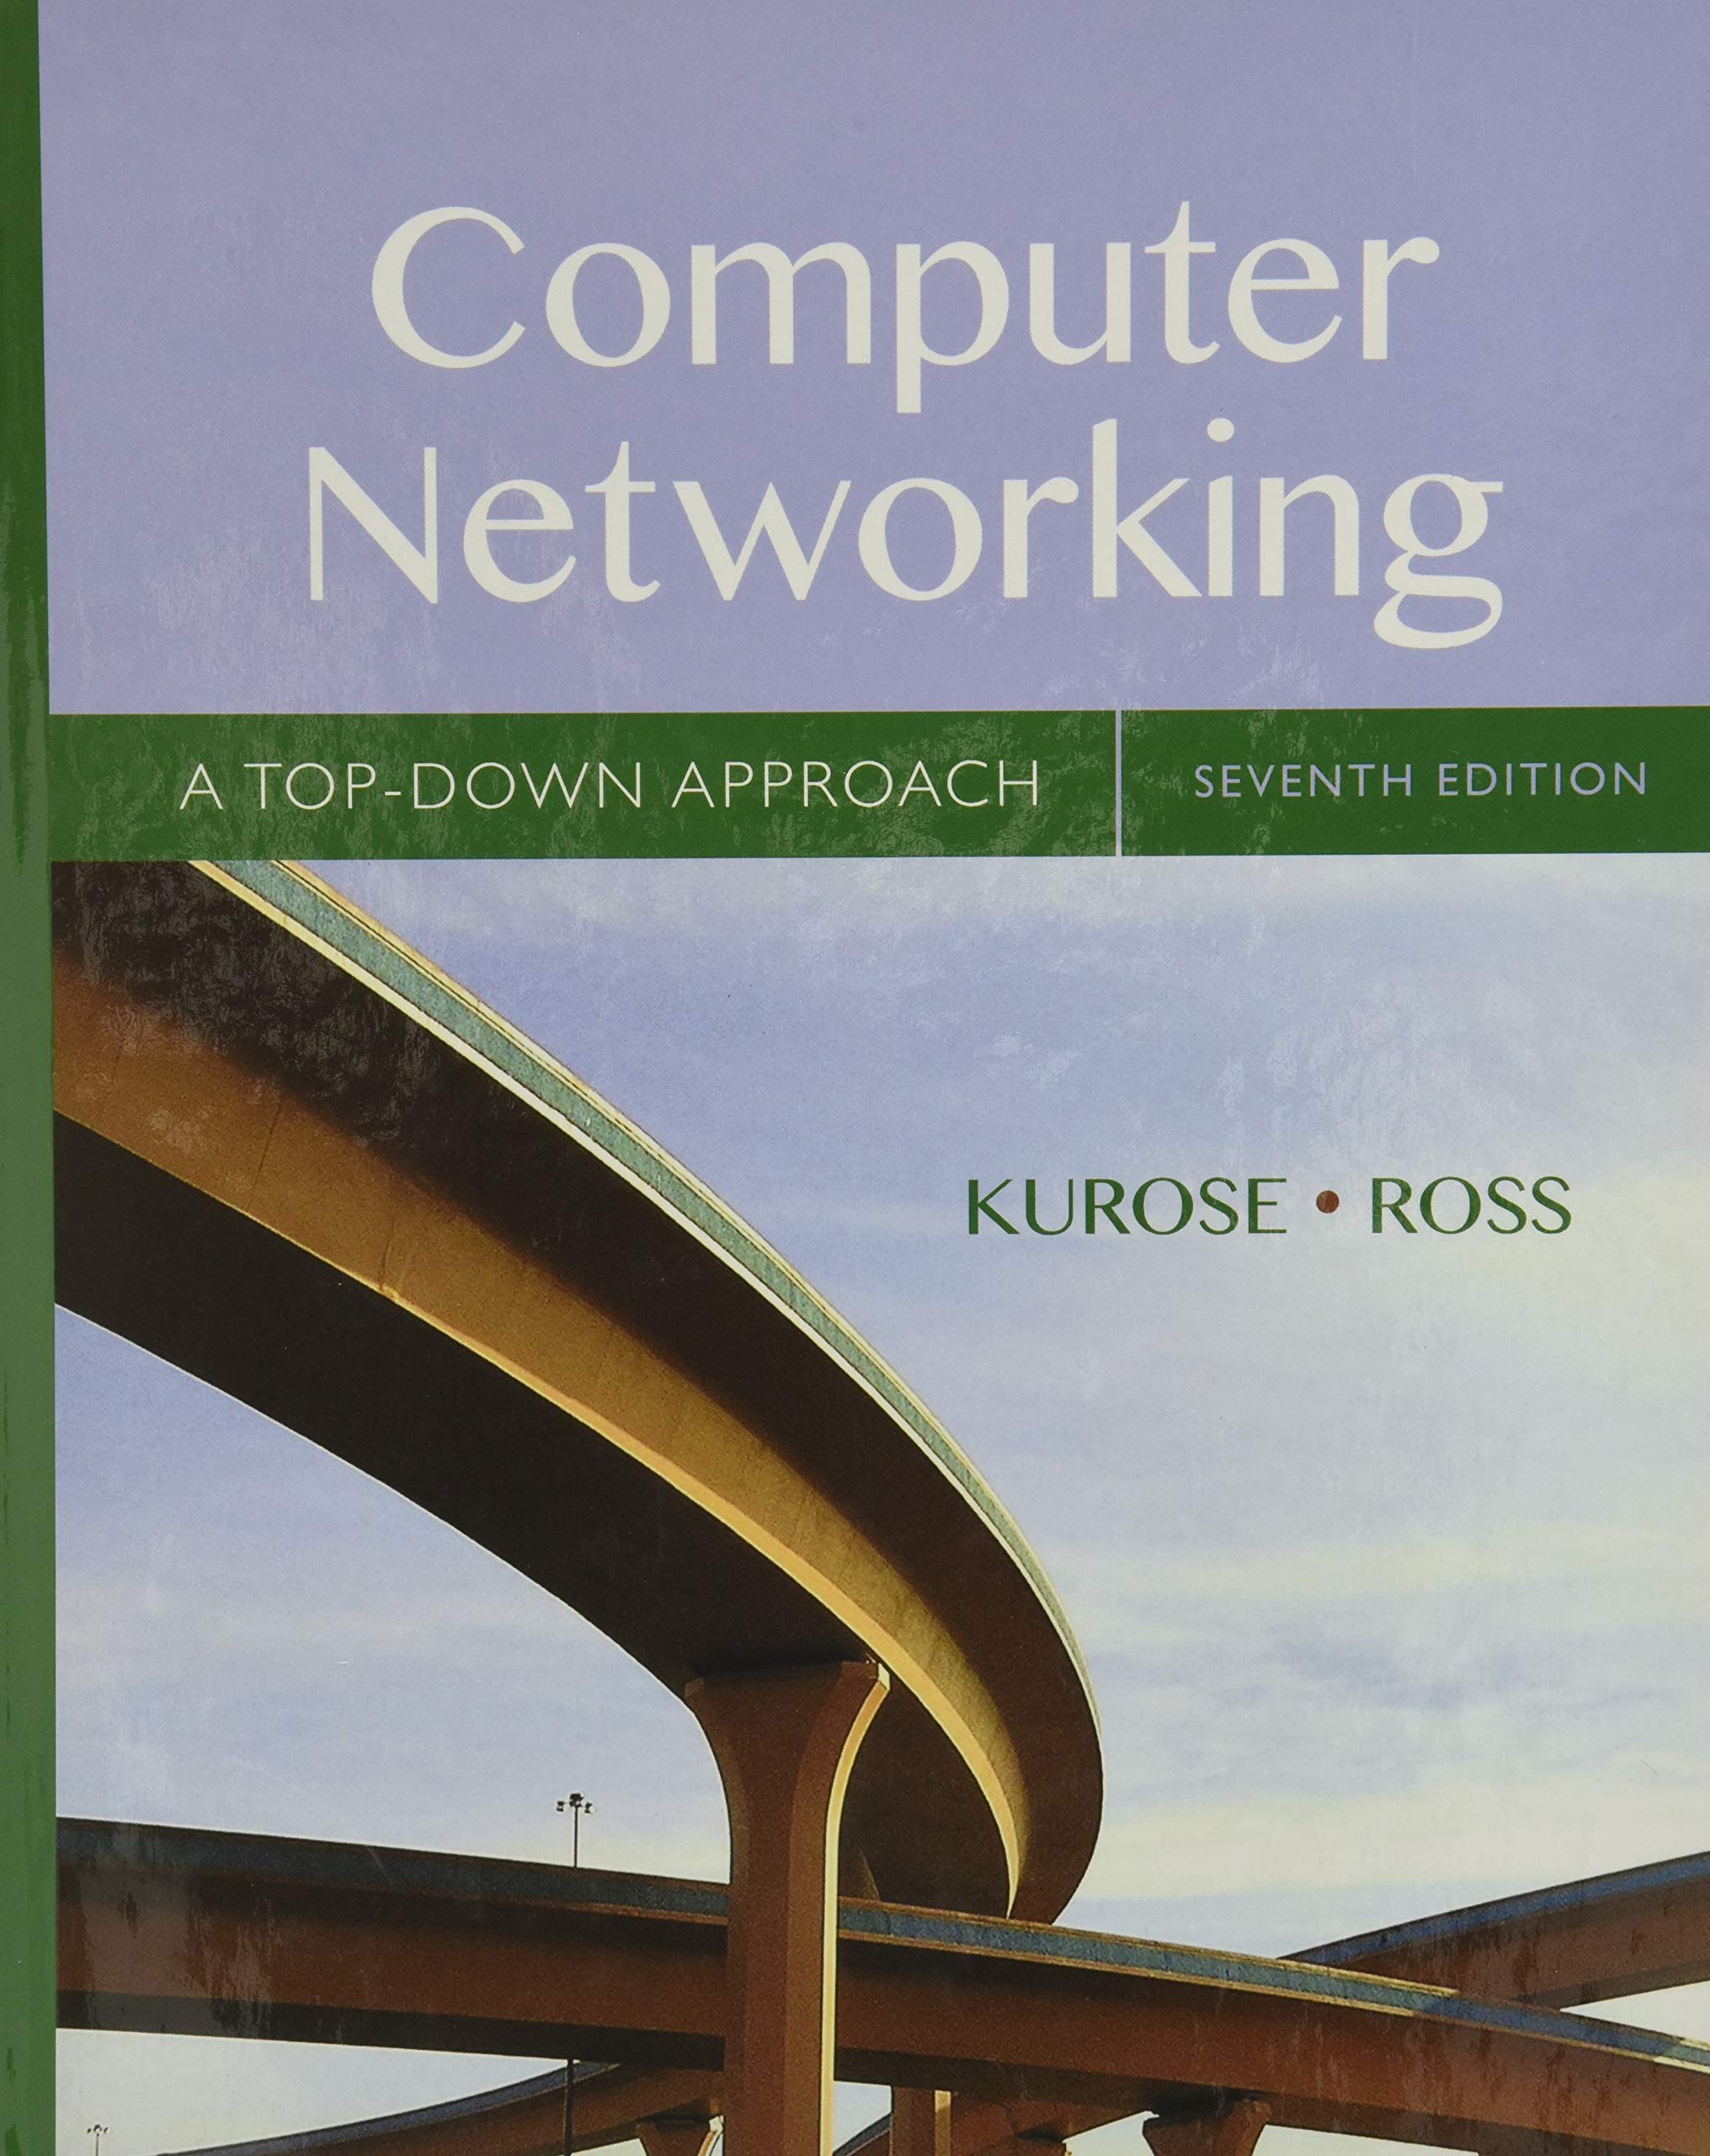 Computer
Networking
A TOP-DOWN APPROACH
SEVENTH EDITION
KUROSE • ROSS